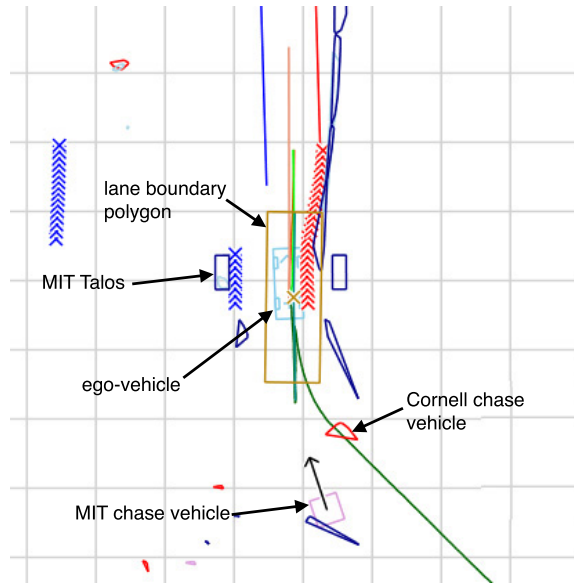 lane boundary
polygon
MIT Talos
ego-vehicle
Cornell chase
vehicle
MIT chase vehicle